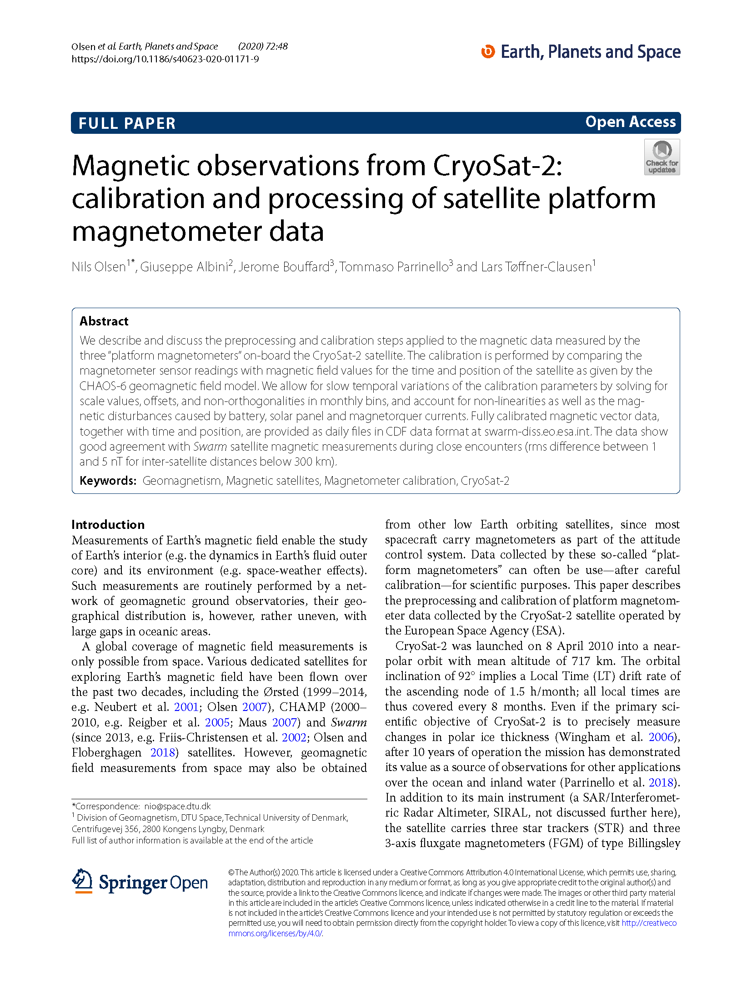 Olsen et al. Earth, Planets and Space (2020) 72:48
https://doi.org/10.1186/s40623-020-01171-9
Earth, Planets and Space
FULL PAPER
Open Access
Check for
updates
Magnetic observations from CryoSat-2:
calibration and processing of satellite platform
magnetometer data
Nils Olsen1*, Giuseppe Albini2, Jerome Bouffard3, Tommaso Parrinello3 and Lars Tøffner-Clausen1
Abstract
We describe and discuss the preprocessing and calibration steps applied to the magnetic data measured by the
three "platform magnetometers" on-board the CryoSat-2 satellite. The calibration is performed by comparing the
magnetometer sensor readings with magnetic field values for the time and position of the satellite as given by the
CHAOS-6 geomagnetic field model. We allow for slow temporal variations of the calibration parameters by solving for
scale values, offsets, and non-orthogonalities in monthly bins, and account for non-linearities as well as the mag-
netic disturbances caused by battery, solar panel and magnetorquer currents. Fully calibrated magnetic vector data,
together with time and position, are provided as daily files in CDF data format at swarm-diss.eo.esa.int. The data show
good agreement with Swarm satellite magnetic measurements during close encounters (rms difference between 1
and 5 nT for inter-satellite distances below 300 km).
Keywords: Geomagnetism, Magnetic satellites, Magnetometer calibration, CryoSat-2
Introduction
Measurements of Earth's magnetic field enable the study
of Earth's interior (e.g. the dynamics in Earth's fluid outer
core) and its environment (e.g. space-weather effects).
Such measurements are routinely performed by a net-
work of geomagnetic ground observatories, their geo-
graphical distribution is, however, rather uneven, with
large gaps in oceanic areas.
A global coverage of magnetic field measurements is
only possible from space. Various dedicated satellites for
exploring Earth's magnetic field have been flown over
the past two decades, including the Ørsted (1999–2014,
e.g. Neubert et al. 2001; Olsen 2007), CHAMP (2000–
2010, e.g. Reigber et al. 2005; Maus 2007) and Swarm
(since 2013, e.g. Friis-Christensen et al. 2002; Olsen and
Floberghagen 2018) satellites. However, geomagnetic
field measurements from space may also be obtained
from other low Earth orbiting satellites, since most
spacecraft carry magnetometers as part of the attitude
control system. Data collected by these so-called "plat-
form magnetometers" can often be use—after careful
calibration—for scientific purposes. This paper describes
the preprocessing and calibration of platform magnetom-
eter data collected by the CryoSat-2 satellite operated by
the European Space Agency (ESA).
CryoSat-2 was launched on 8 April 2010 into a near-
polar orbit with mean altitude of 717 km. The orbital
inclination of 92° implies a Local Time (LT) drift rate of
the ascending node of 1.5 h/month; all local times are
thus covered every 8 months. Even if the primary sci-
entific objective of CryoSat-2 is to precisely measure
changes in polar ice thickness (Wingham et al. 2006),
after 10 years of operation the mission has demonstrated
its value as a source of observations for other applications
over the ocean and inland water (Parrinello et al. 2018).
In addition to its main instrument (a SAR/Interferomet-
ric Radar Altimeter, SIRAL, not discussed further here),
the satellite carries three star trackers (STR) and three
3-axis fluxgate magnetometers (FGM) of type Billingsley
*Correspondence: nio@space.dtu.dk
1 Division of Geomagnetism, DTU Space, Technical University of Denmark,
Centrifugevej 356, 2800 Kongens Lyngby, Denmark
Full list of author information is available at the end of the article
Springer Open
© The Author(s) 2020. This article is licensed under a Creative Commons Attribution 4.0 International License, which permits use, sharing,
adaptation, distribution and reproduction in any medium or format, as long as you give appropriate credit to the original author(s) and
the source, provide a link to the Creative Commons licence, and indicate if changes were made. The images or other third party material
in this article are included in the article's Creative Commons licence, unless indicated otherwise in a credit line to the material. If material
is not included in the article's Creative Commons licence and your intended use is not permitted by statutory regulation or exceeds the
permitted use, you will need to obtain permission directly from the copyright holder. To view a copy of this licence, visit http://creativeco
mmons.org/licenses/by/4.0/.